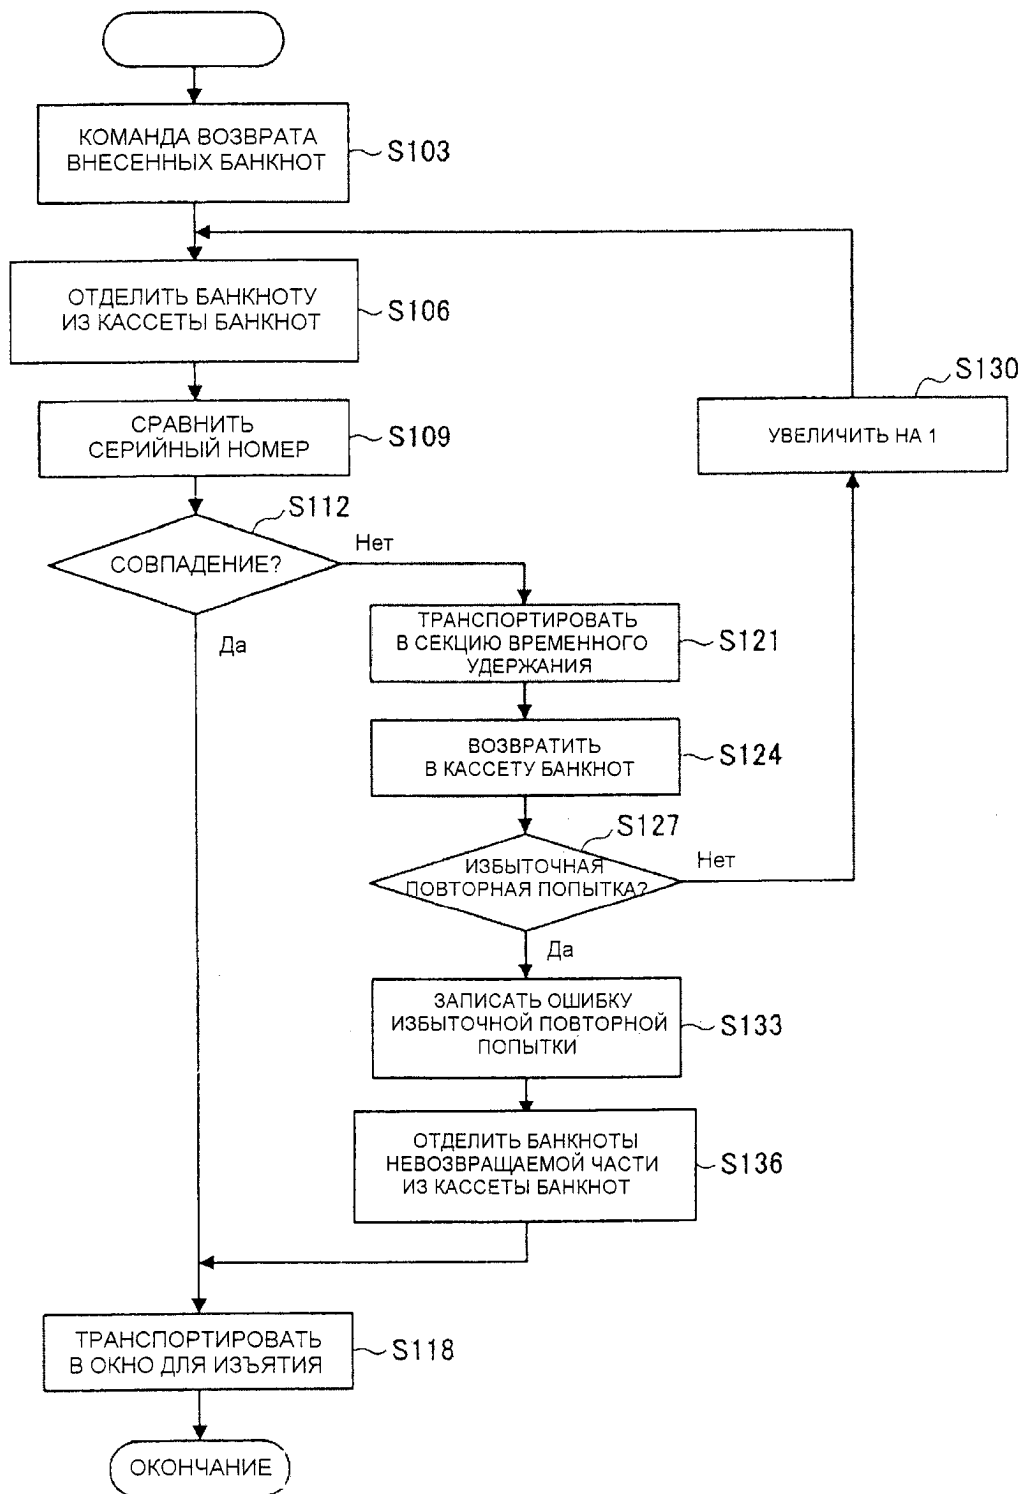 КОМАНДА ВОЗВРАТА
ВНЕСЕННЫХ БАНКНОТ
S103
ОТДЕЛИТЬ БАНКНОТУ
ИЗ КАССЕТЫ БАНКНОТ
S106
S130
УВЕЛИЧИТЬ НА 1
СРАВНИТЬ
СЕРИЙНЫЙ НОМЕР
S109
S112
СОВПАДЕНИЕ?
Нет
Да
ТРАНСПОРТИРОВАТЬ
В СЕКЦИЮ ВРЕМЕННОГО
УДЕРЖАНИЯ
S121
ВОЗВРАТИТЬ
В КАССЕТУ БАНКНОТ
S124
S127
ИЗБЫТОЧНАЯ
ПОВТОРНАЯ ПОПЫТКА?
Нет
Да
ЗАПИСАТЬ ОШИБКУ
ИЗБЫТОЧНОЙ ПОВТОРНОЙ
ПОПЫТКИ
S133
ОТДЕЛИТЬ БАНКНОТЫ
НЕВОЗВРАЩАЕМОЙ ЧАСТИ
ИЗ КАССЕТЫ БАНКНОТ
S136
ТРАНСПОРТИРОВАТЬ
В ОКНО ДЛЯ ИЗЪЯТИЯ
S118
ОКОНЧАНИЕ